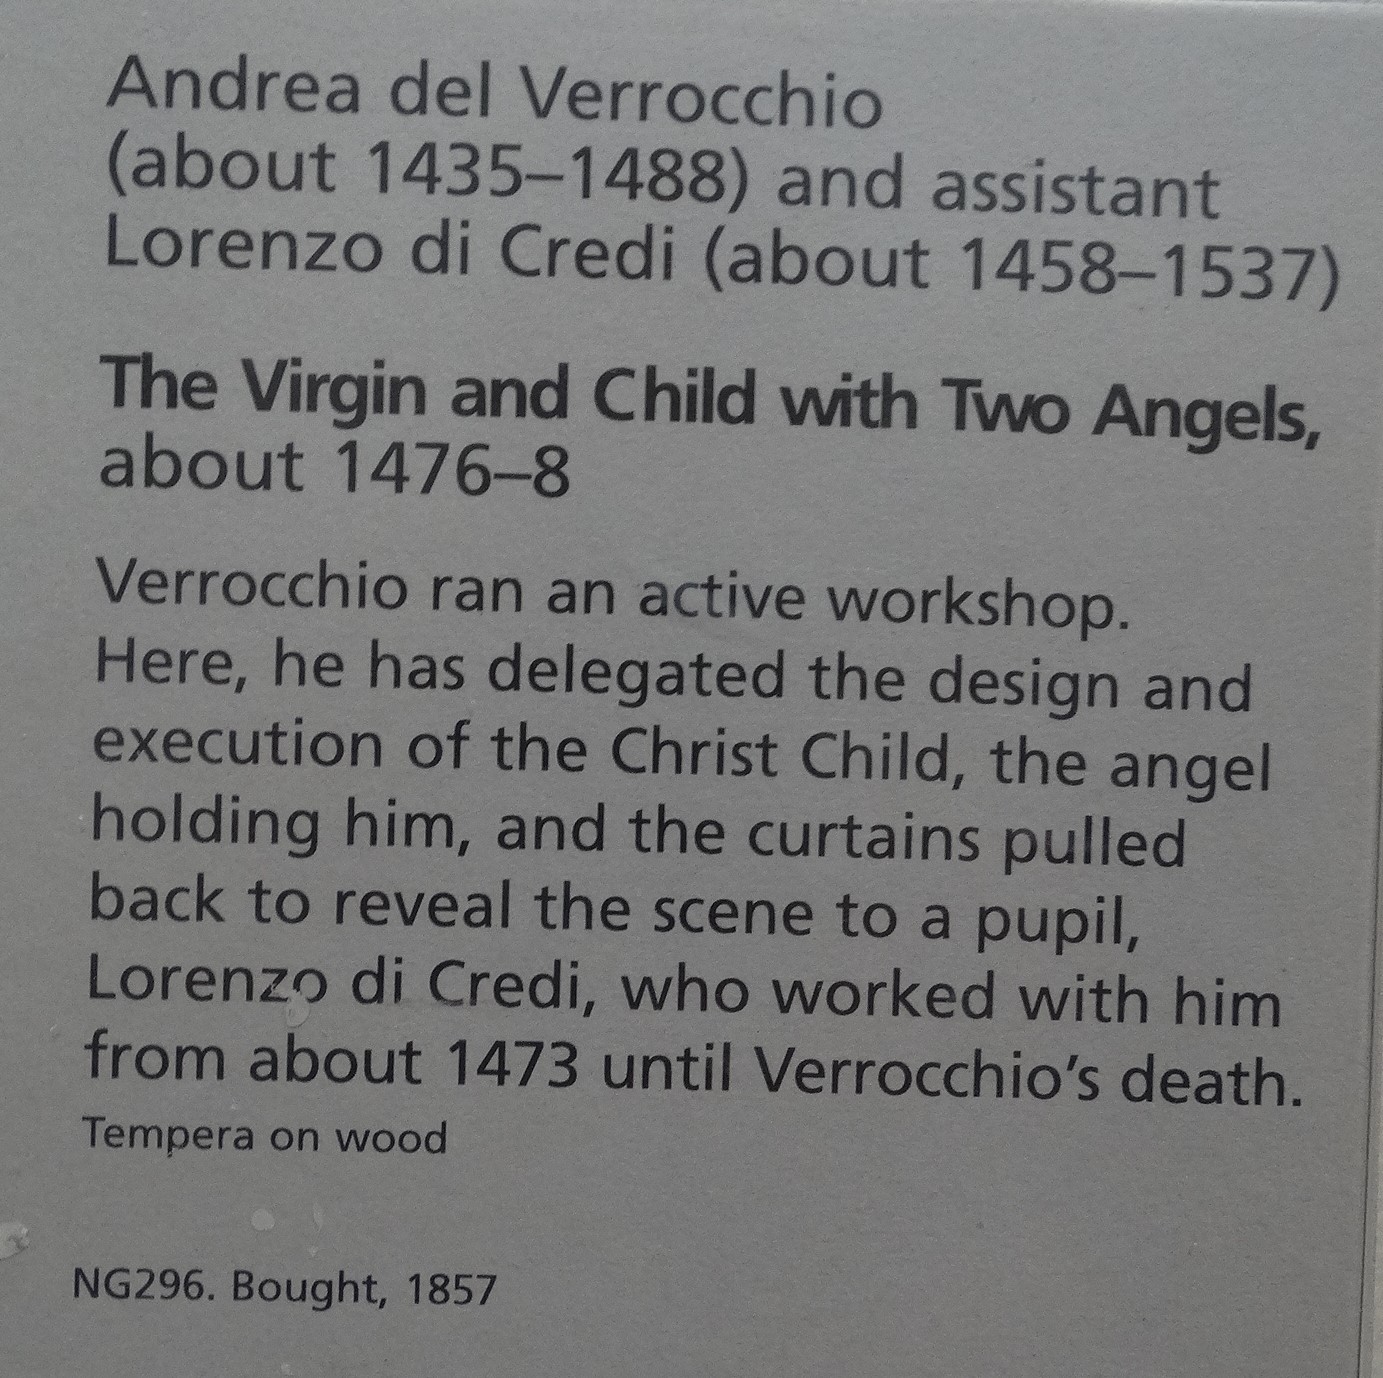 Andrea del Verrocchio
(about 1435–1488) and assistant
Lorenzo di Credi (about 1458–1537)
The Virgin and Child with Two Angels,
about 1476–8
Verrocchio ran an active workshop.
Here, he has delegated the design and
execution of the Christ Child, the angel
holding him, and the curtains pulled
back to reveal the scene to a pupil,
Lorenzo di Credi, who worked with him
from about 1473 until Verrocchio’s death.
Tempera on wood
NG296. Bought, 1857